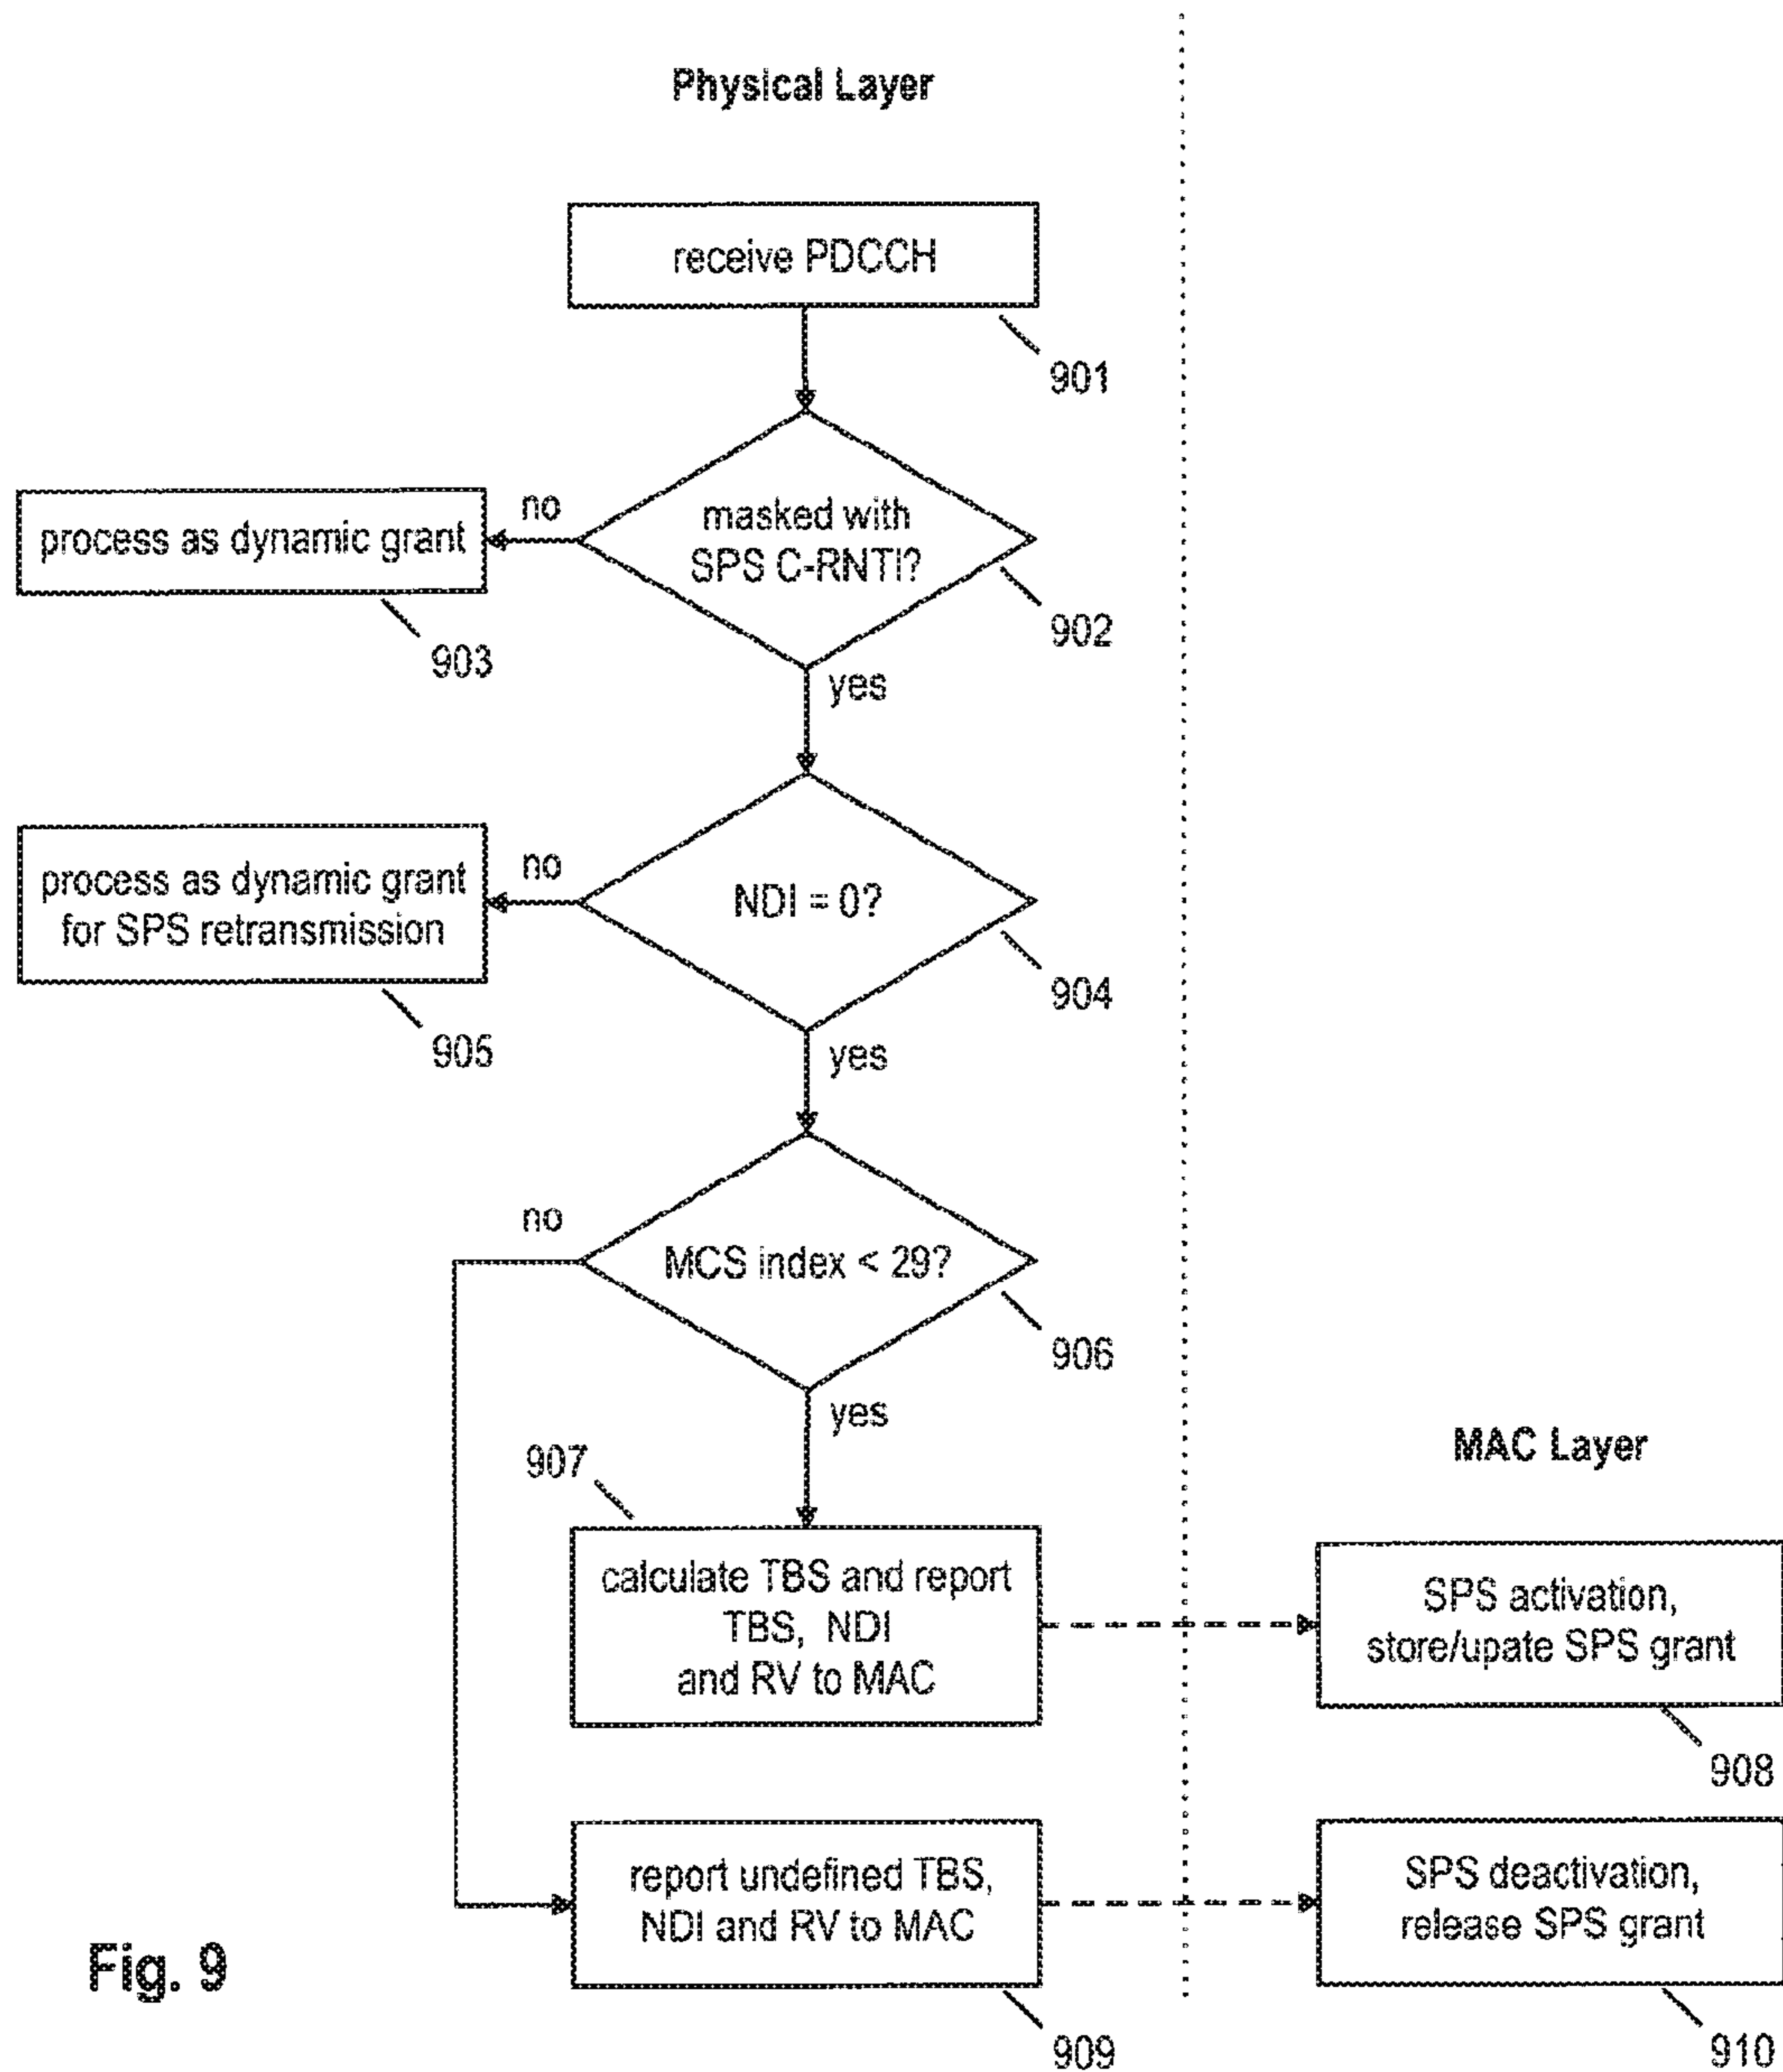 Physical Layer
receive PDCCH
901
masked with
SPS C-RNTI?
902
no
process as dynamic grant
903
yes
NDI = 0?
904
no
process as dynamic grant
for SPS retransmission
905
yes
MCS index < 29?
906
no
yes
907
calculate TBS and report
TBS, NDI
and RV to MAC
MAC Layer
SPS activation,
store/upate SPS grant
908
report undefined TBS,
NDI and RV to MAC
909
SPS deactivation,
release SPS grant
910
Fig. 9